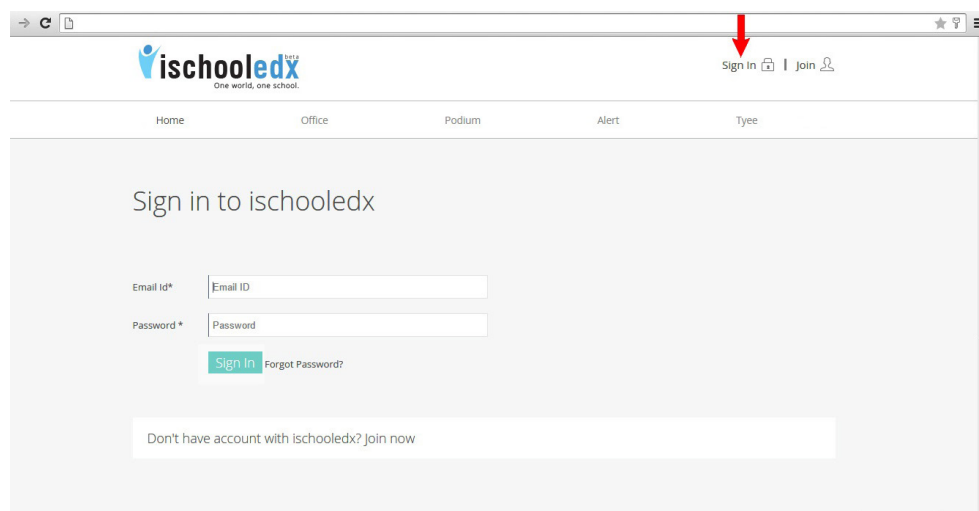 beta
ischooledx
One world, one school.
Sign In | Join
Home Office Podium Alert Tyee
Sign in to ischooledx
Email Id* Email ID
Password * Password
Sign In Forgot Password?
Don't have account with ischooledx? Join now